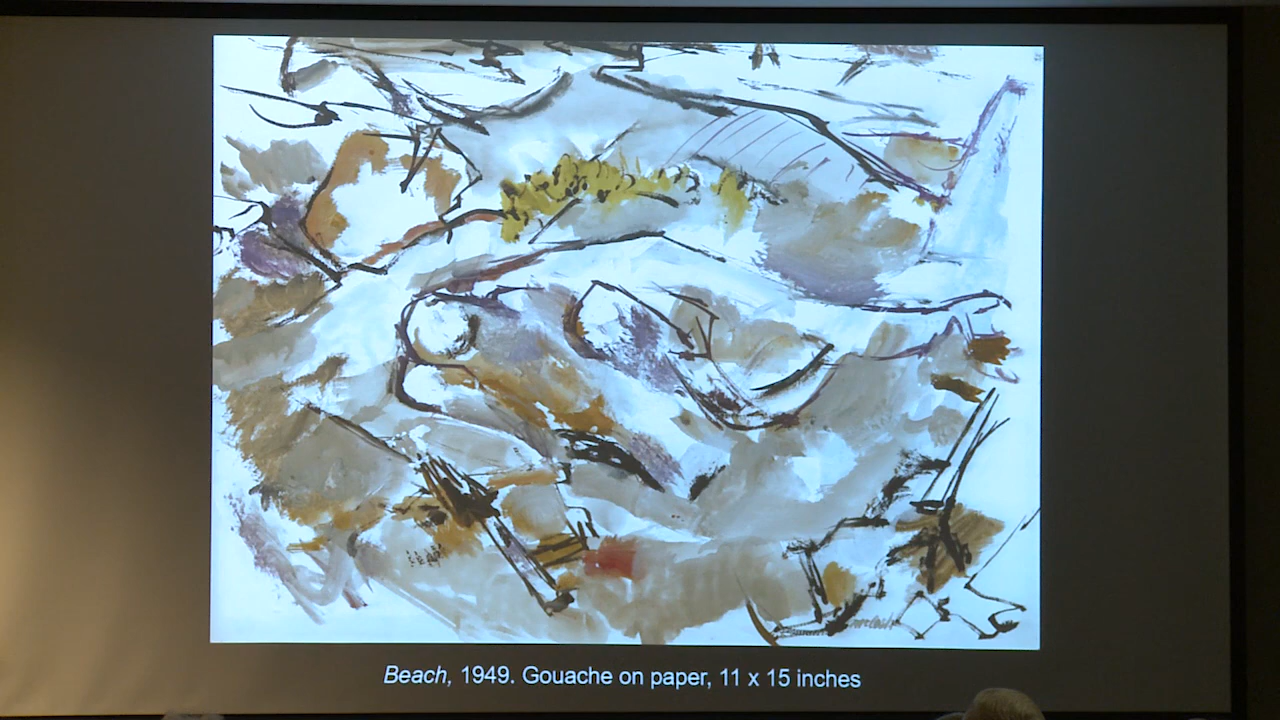 Beach, 1949. Gouache on paper, 11 x 15 inches